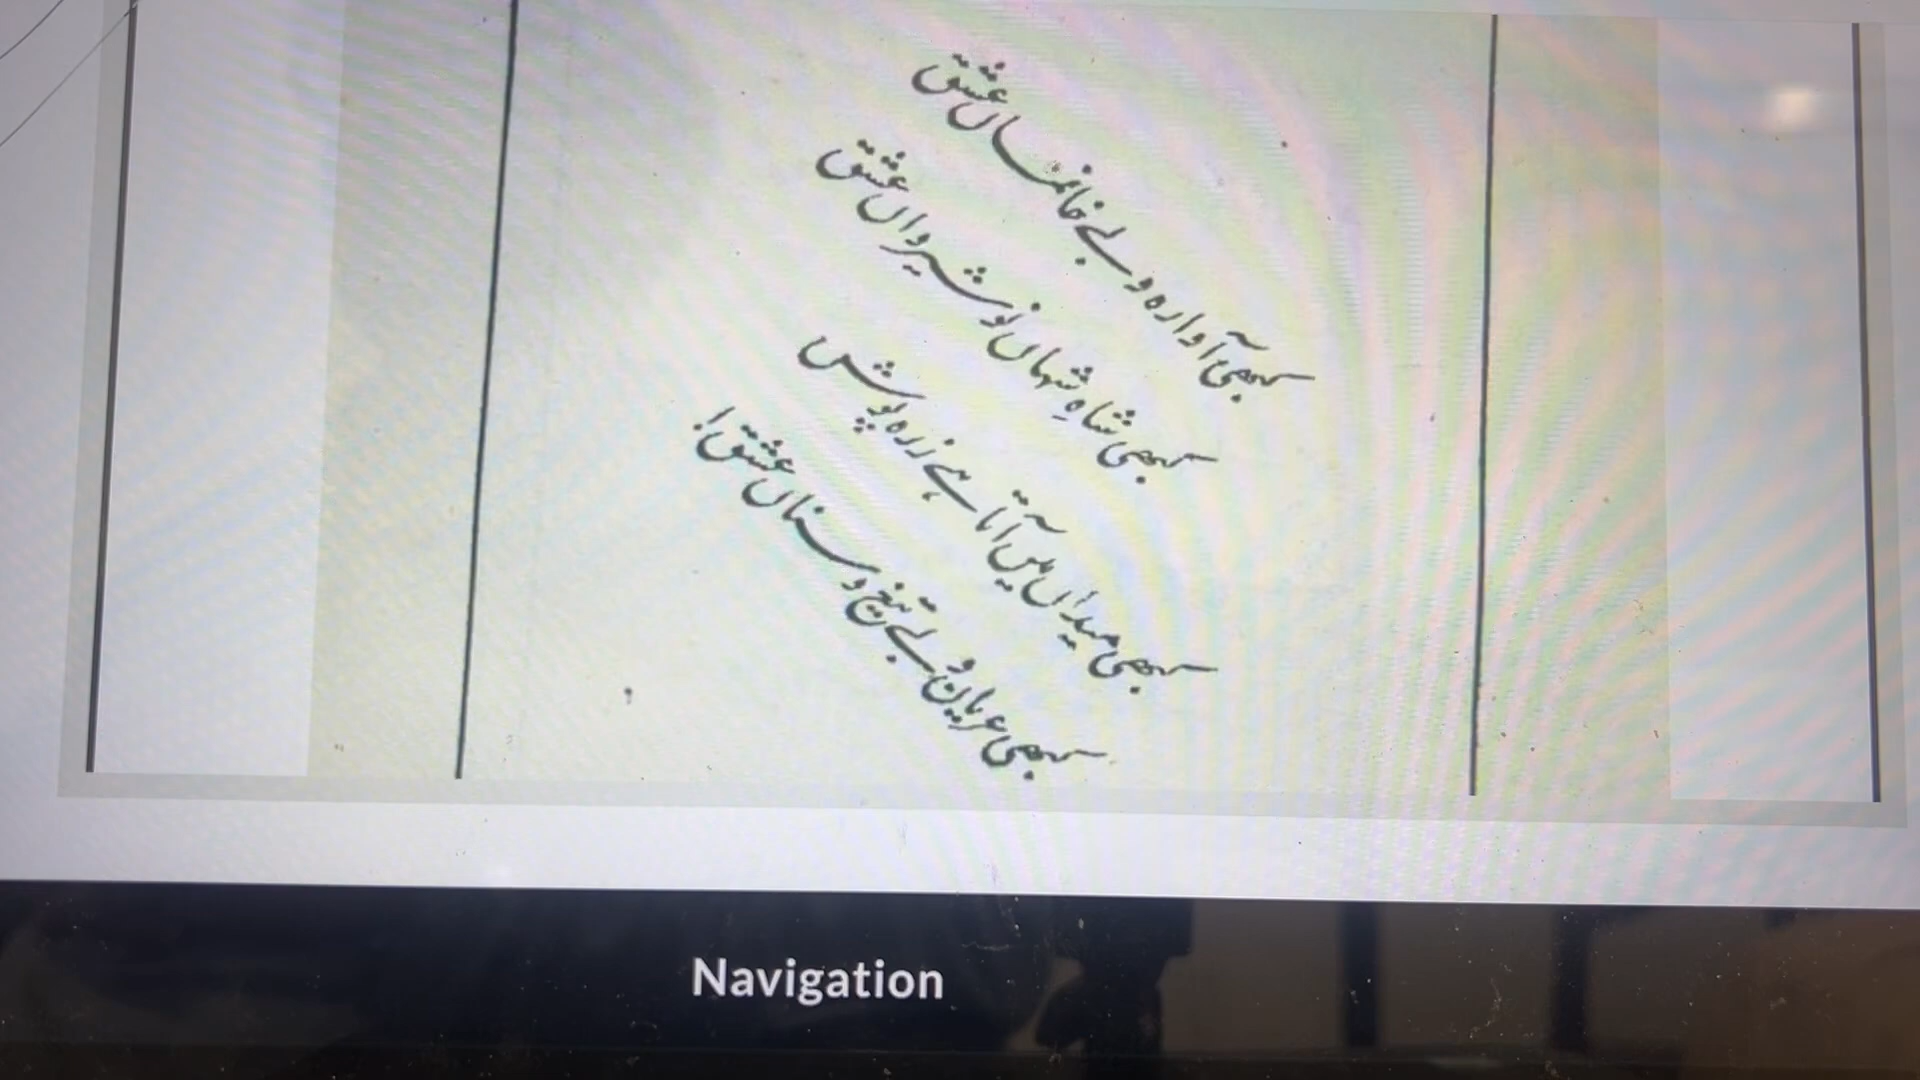 کبھی آوارہ و بے خانماں عشق
کبھی شاہِ شہاں نوشیرواں عشق
کبھی میداں میں آتا ہے زرہ پوش
کبھی عریان و بے تیغ و سناں عشق!
Navigation